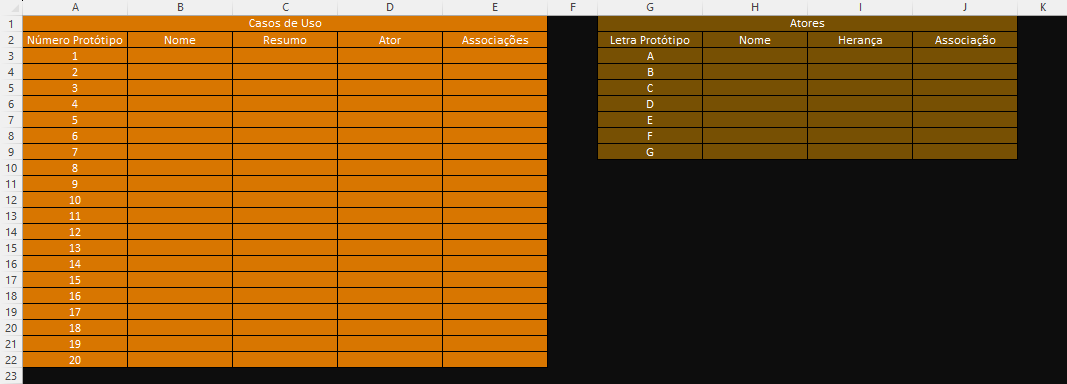 A B C D E F G H I J K
1 Casos de Uso Atores
2 Número Protótipo Nome Resumo Ator Associações Letra Protótipo Nome Herança Associação
3 1 A
4 2 B
5 3 C
6 4 D
7 5 E
8 6 F
9 7 G
10 8
11 9
12 10
13 11
14 12
15 13
16 14
17 15
18 16
19 17
20 18
21 19
22 20
23